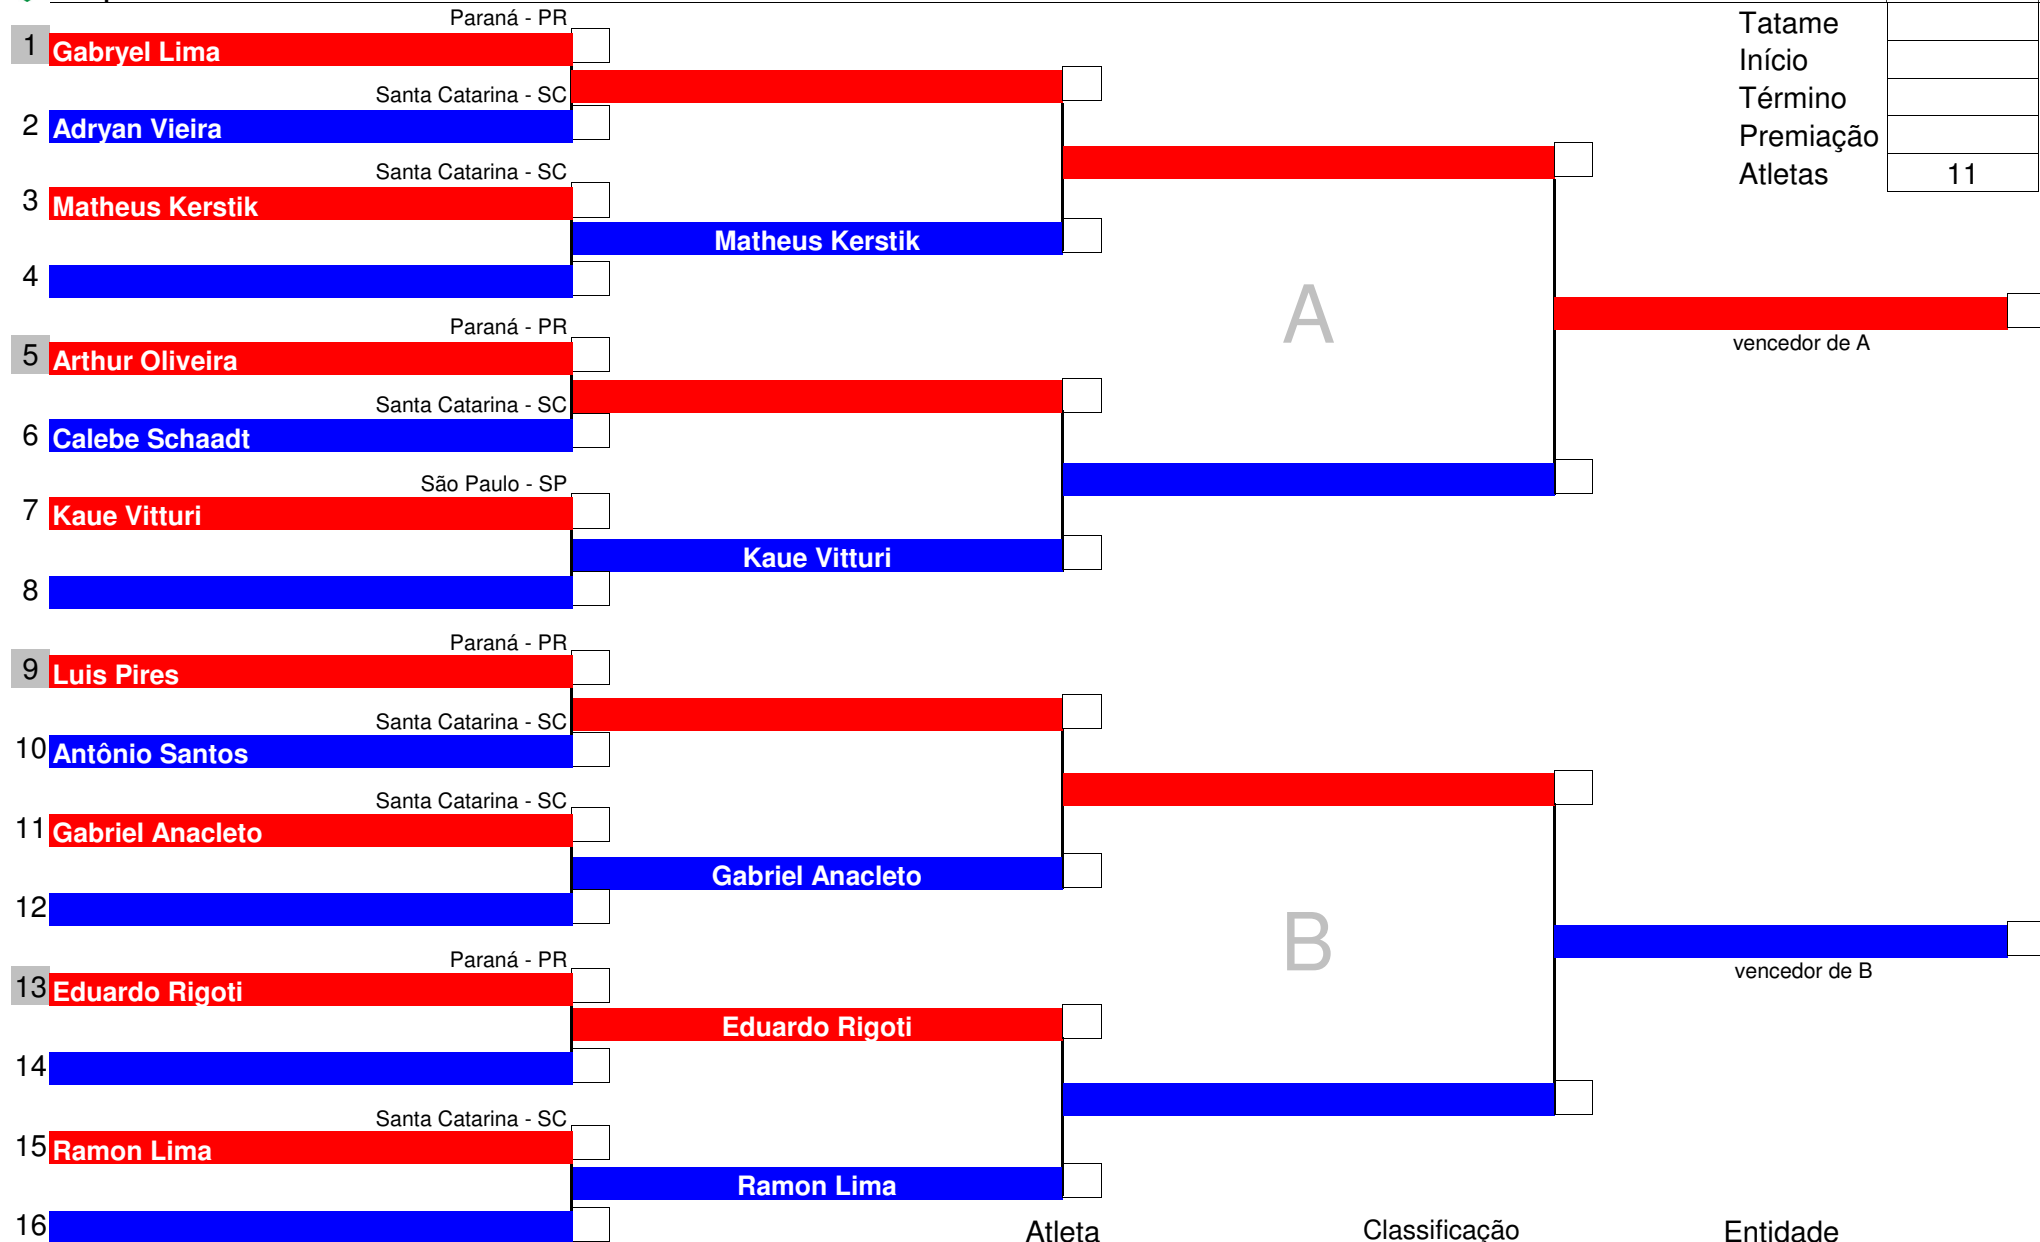 Paraná - PR
1 Gabryel Lima
Santa Catarina - SC
2 Adryan Vieira
Santa Catarina - SC
3 Matheus Kerstik
Matheus Kerstik
4
Paraná - PR
5 Arthur Oliveira
Santa Catarina - SC
6 Calebe Schaadt
São Paulo - SP
7 Kaue Vitturi
Kaue Vitturi
8
A
vencedor de A
Paraná - PR
9 Luis Pires
Santa Catarina - SC
10 Antônio Santos
Santa Catarina - SC
11 Gabriel Anacleto
Gabriel Anacleto
12
Paraná - PR
13 Eduardo Rigoti
Eduardo Rigoti
14
Santa Catarina - SC
15 Ramon Lima
Ramon Lima
16
B
vencedor de B
Tatame
Início
Término
Premiação
Atletas 11
Atleta Classificação Entidade